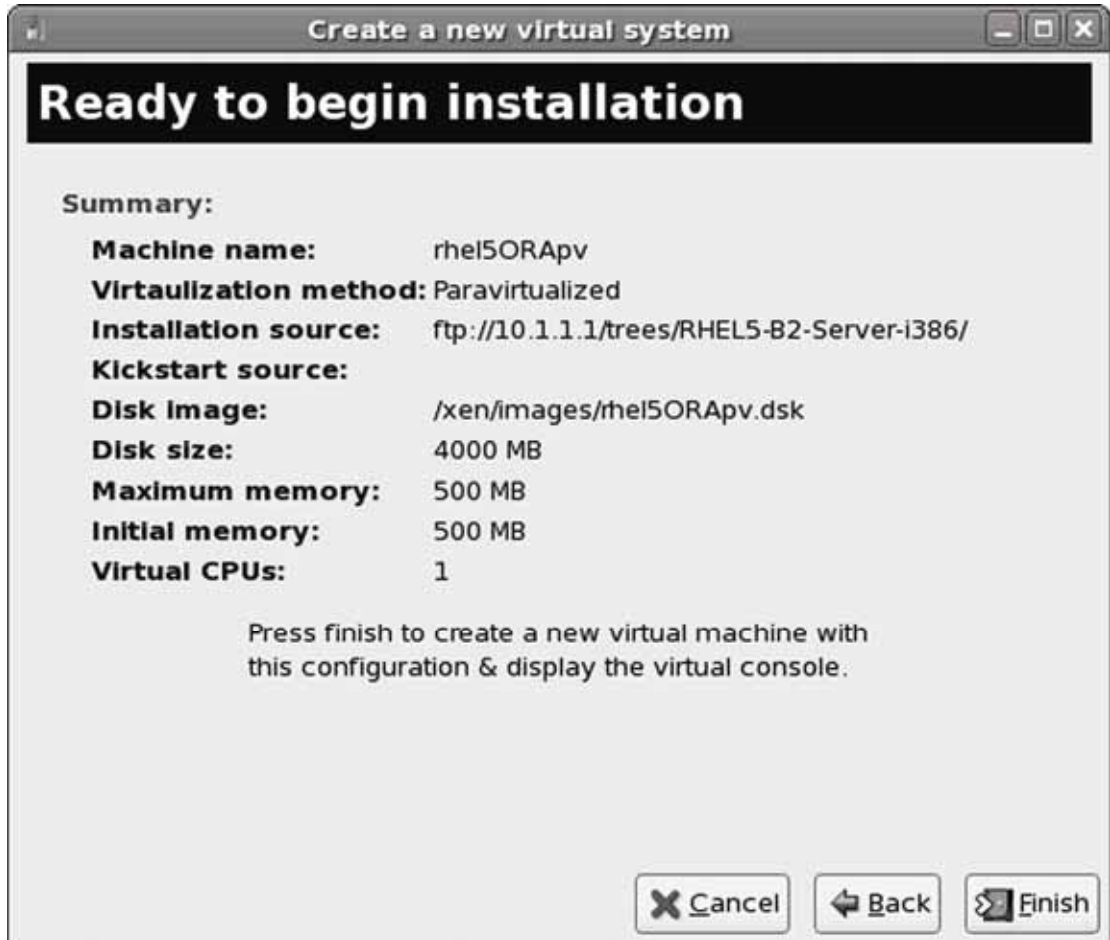 Create a new virtual system
Ready to begin installation
Summary:
Machine name: rhel5ORApv
Virtaulization method: Paravirtualized
Installation source: ftp://10.1.1.1/trees/RHEL5-B2-Server-i386/
Kickstart source:
Disk image: /xen/images/rhel5ORApv.dsk
Disk size: 4000 MB
Maximum memory: 500 MB
Initial memory: 500 MB
Virtual CPUs: 1
Press finish to create a new virtual machine with
this configuration & display the virtual console.
Cancel Back Finish